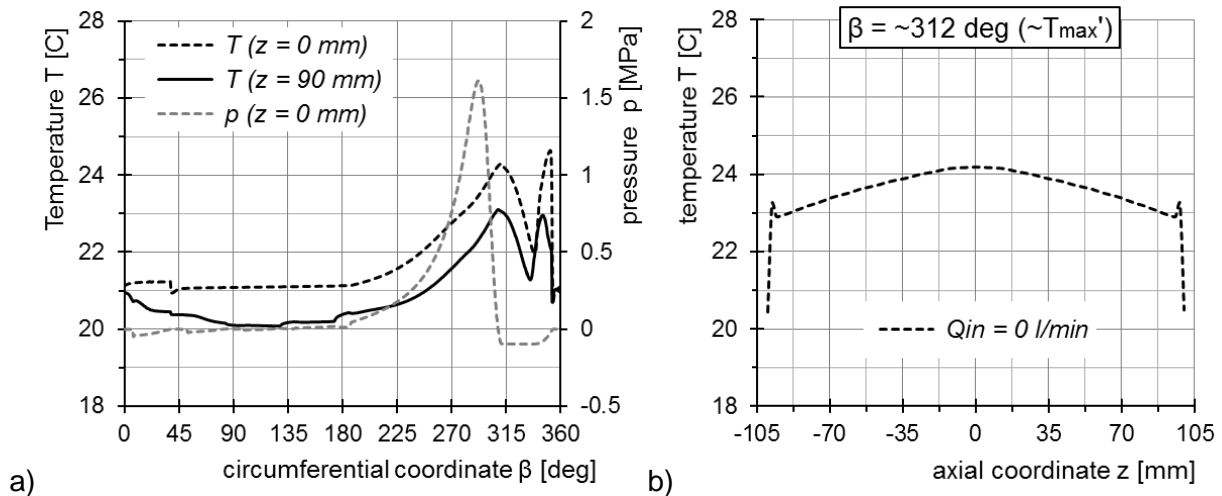 28
26
24
22
20
18
Temperature T [C]
T (z = 0 mm)
T (z = 90 mm)
p (z = 0 mm)
2
1.5
1
0.5
0
-0.5
pressure p [MPa]
0 45 90 135 180 225 270 315 360
circumferential coordinate β [deg]
a)
β = ~312 deg (~Tmax')
28
26
24
22
20
18
temperature T [C]
Qin = 0 l/min
-105 -70 -35 0 35 70 105
axial coordinate z [mm]
b)